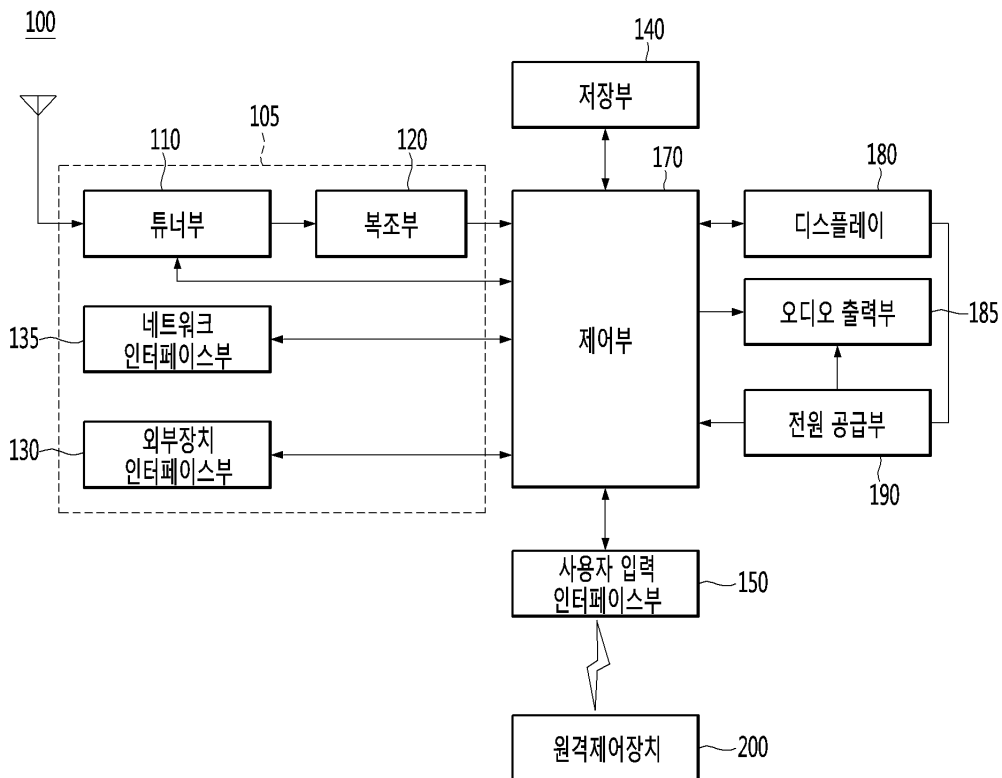 100
140
저장부
105
110
120
170
180
튜너부
복조부
디스플레이
135
네트워크
인터페이스부
제어부
오디오 출력부
185
130
외부장치
인터페이스부
전원 공급부
190
사용자 입력
인터페이스부
150
원격제어장치
200